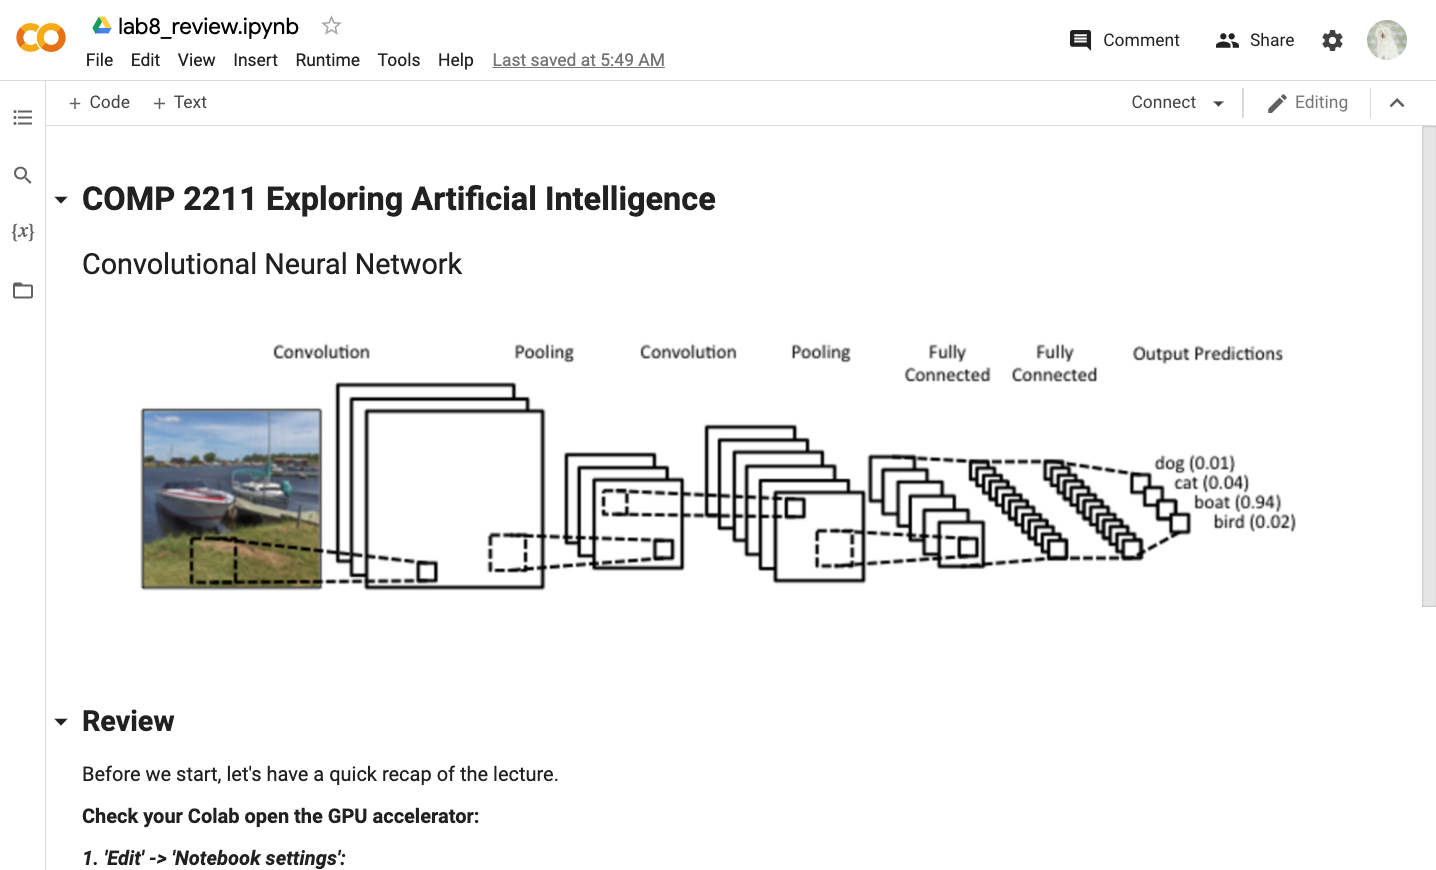 lab8_review.ipynb
Comment
Share
File Edit View Insert Runtime Tools Help Last saved at 5:49 AM
+ Code + Text
Connect
Editing
{x}
COMP 2211 Exploring Artificial Intelligence
Convolutional Neural Network
Convolution Pooling Convolution Pooling Fully Connected Fully Connected Output Predictions
dog (0.01)
cat (0.04)
boat (0.94)
bird (0.02)
Review
Before we start, let's have a quick recap of the lecture.
Check your Colab open the GPU accelerator:
1. 'Edit' -> 'Notebook settings':